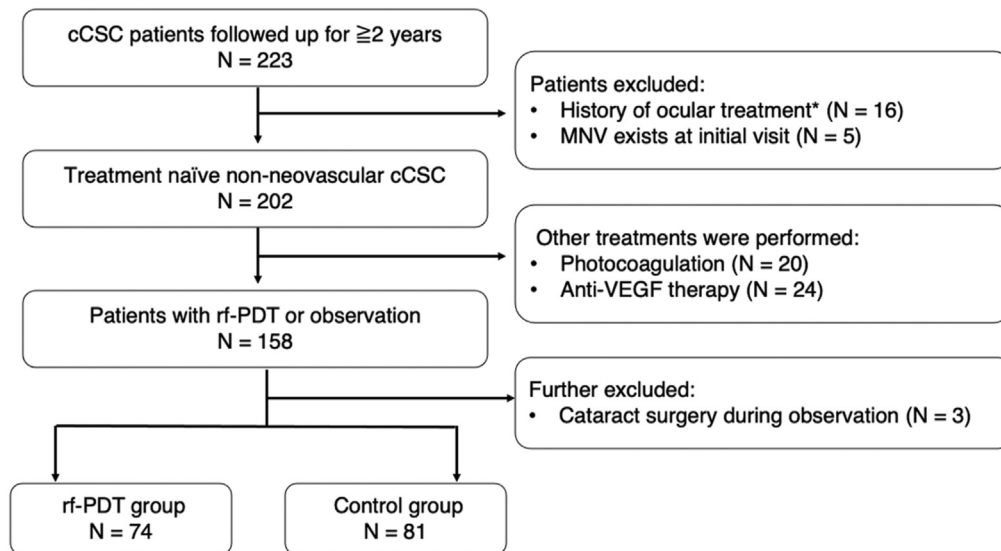 cCSC patients followed up for ≧2 years
N = 223
Patients excluded:
• History of ocular treatment* (N = 16)
• MNV exists at initial visit (N = 5)
Treatment naïve non-neovascular cCSC
N = 202
Other treatments were performed:
• Photocoagulation (N = 20)
• Anti-VEGF therapy (N = 24)
Patients with rf-PDT or observation
N = 158
Further excluded:
• Cataract surgery during observation (N = 3)
rf-PDT group
N = 74
Control group
N = 81